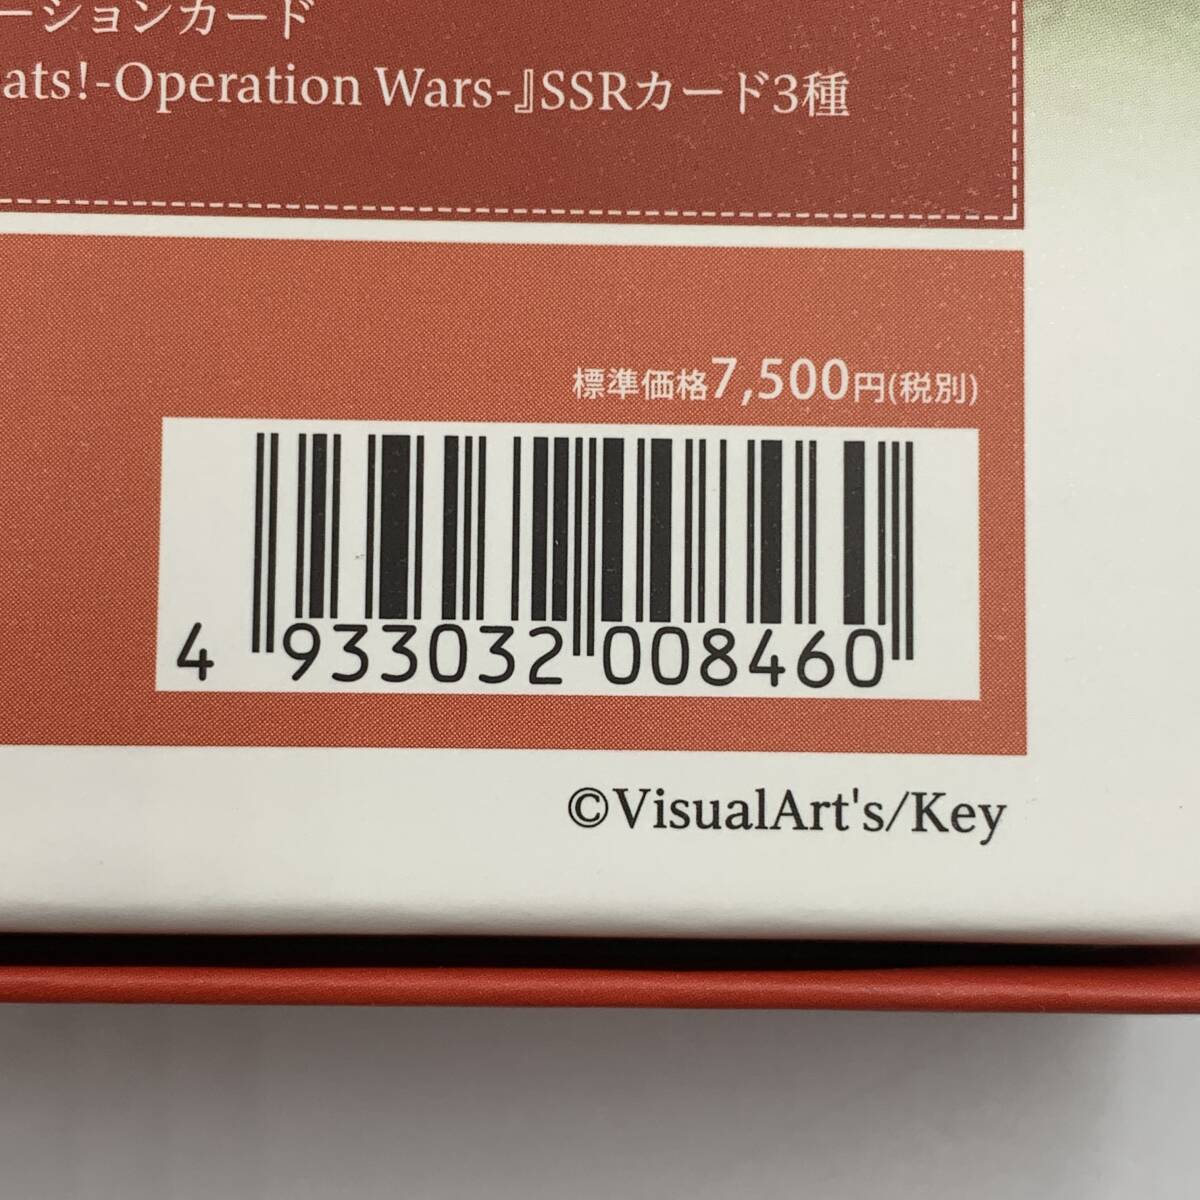 ーションカード
ats!-Operation Wars-』SSRカード3種
標準価格7,500円(税別)
4 933032 008460
©VisualArt's/Key